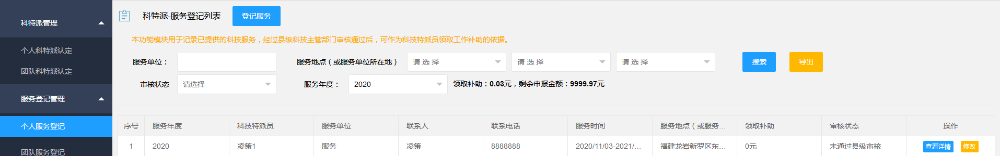 科特派管理
个人科特派认定
团队科特派认定
服务登记管理
个人服务登记
团队服务登记
科特派-服务登记列表 登记服务
本功能模块用于记录已提供的科技服务，经过县级科技主管部门审核通过后，可作为科技特派员领取工作补助的依据。
服务单位： 服务地点（或服务单位所在地） 请 选 择 请 选 择 请 选 择 搜索 导出
审核状态 请选择 服务年度： 2020 领取补助：0.03元，剩余申报金额：9999.97元
序号 服务年度 科技特派员 服务单位 联系人 联系电话 服务时间 服务地点（或服务... 领取补助 审核状态 操作
1 2020 凌策1 服务 凌策 8888888 2020/11/03-2021/... 福建龙岩新罗区东... 0元 未通过县级审核 查看详情 修改